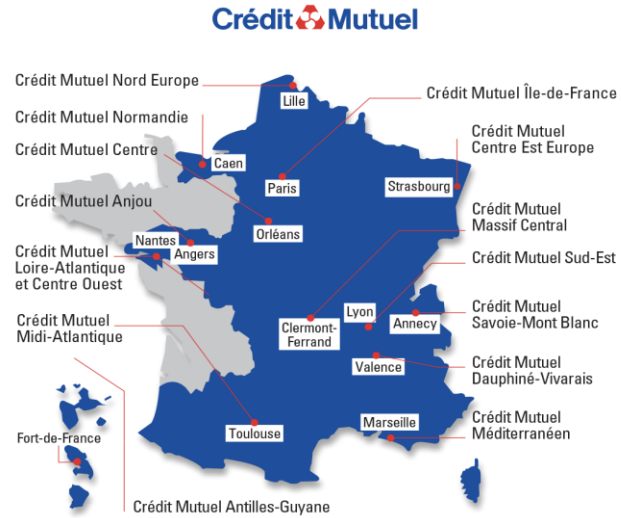 Crédit Mutuel
Crédit Mutuel Nord Europe
Lille
Crédit Mutuel Île-de-France
Crédit Mutuel Normandie
Crédit Mutuel
Centre Est Europe
Crédit Mutuel Centre
Caen
Paris
Strasbourg
Crédit Mutuel Anjou
Crédit Mutuel
Massif Central
Orléans
Nantes
Angers
Crédit Mutuel
Loire-Atlantique
et Centre Ouest
Crédit Mutuel Sud-Est
Lyon
Annecy
Crédit Mutuel
Savoie-Mont Blanc
Clermont-
Ferrand
Crédit Mutuel
Midi-Atlantique
Valence
Crédit Mutuel
Dauphiné-Vivarais
Marseille
Crédit Mutuel
Méditerranéen
Toulouse
Fort-de-France
Crédit Mutuel Antilles-Guyane